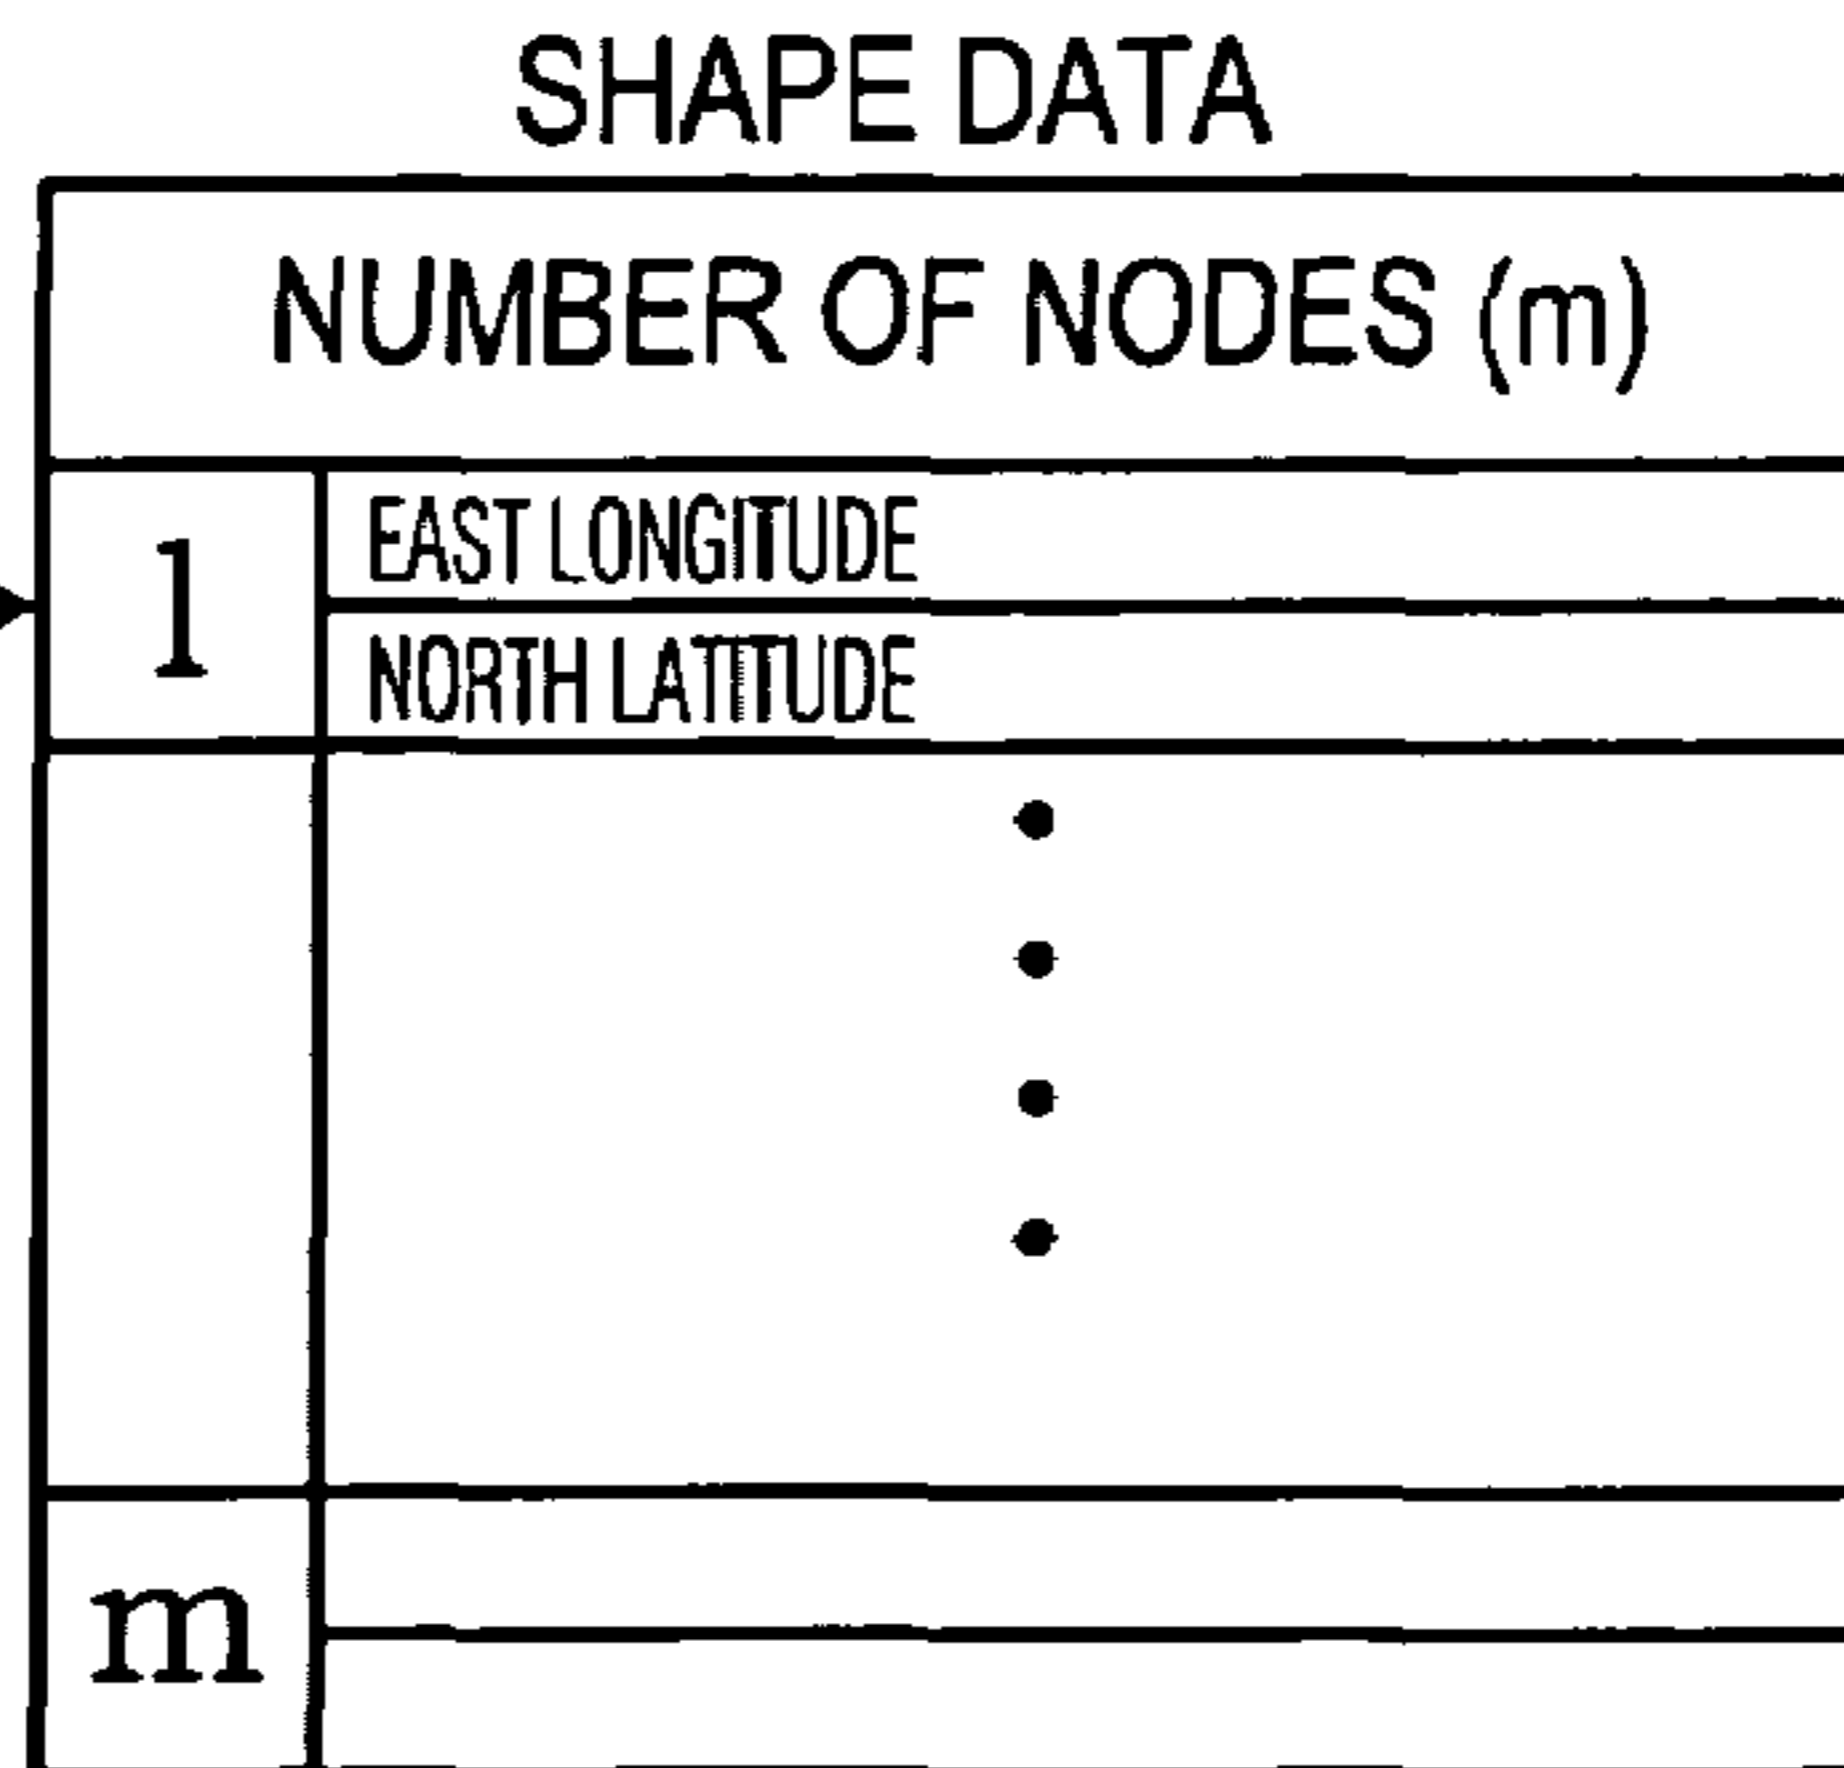 SHAPE DATA
NUMBER OF NODES (m)
1
EAST LONGITUDE
NORTH LATITUDE
m